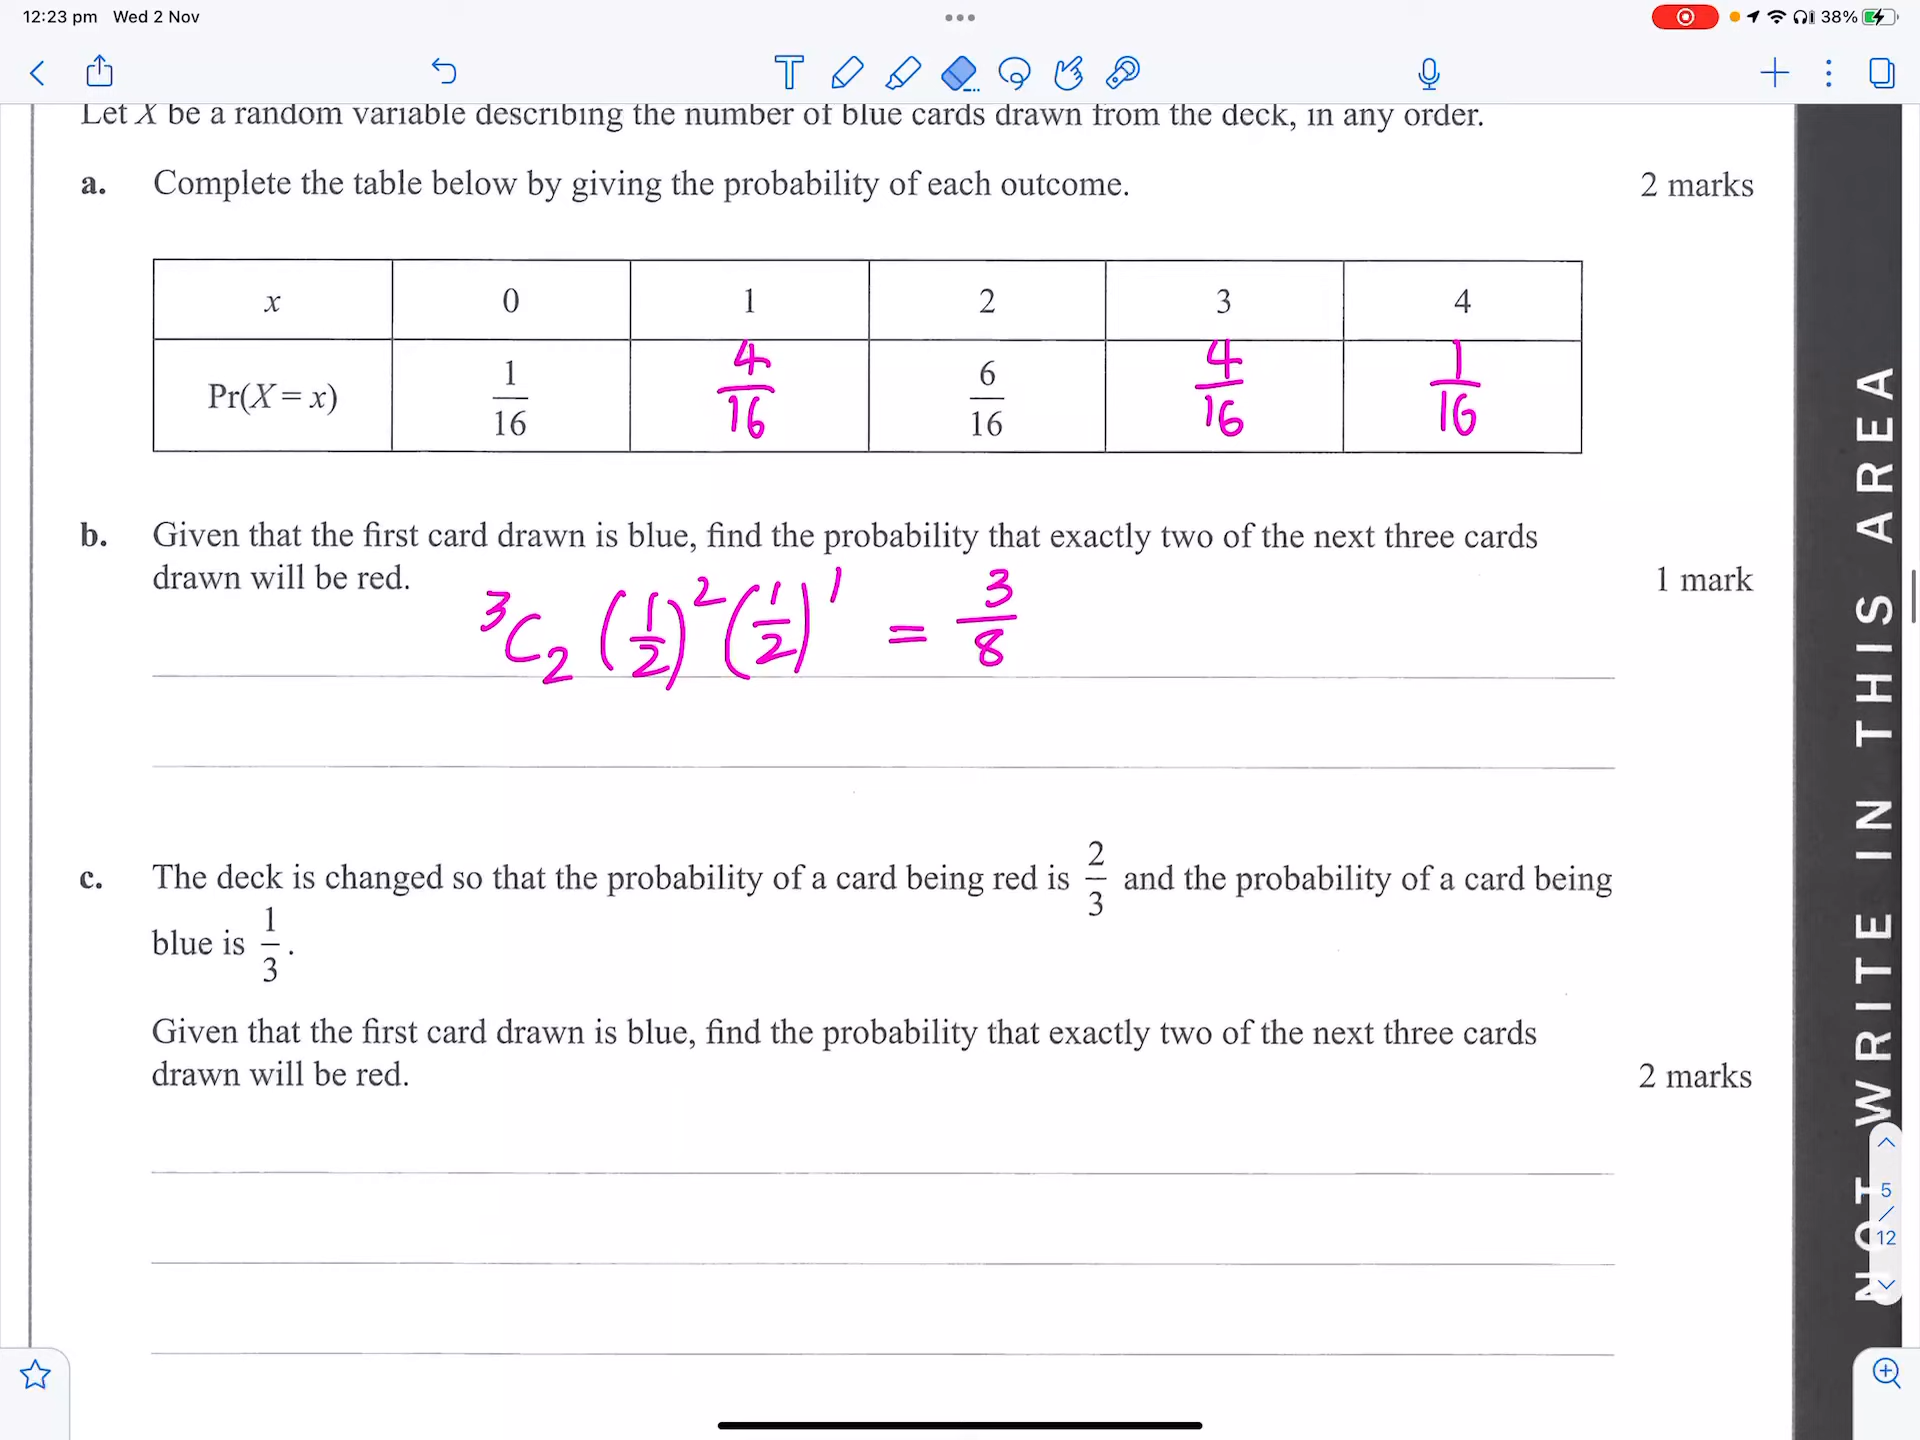 12:23 pm Wed 2 Nov
38%
Let X be a random variable describing the number of blue cards drawn from the deck, in any order.
a. Complete the table below by giving the probability of each outcome.
2 marks
x 0 1 2 3 4
Pr(X = x) 1/16 4/16 6/16 4/16 1/16
b. Given that the first card drawn is blue, find the probability that exactly two of the next three cards
drawn will be red.
1 mark
³C₂ (1/2)² (1/2)¹ = 3/8
c. The deck is changed so that the probability of a card being red is 2/3 and the probability of a card being
blue is 1/3.
Given that the first card drawn is blue, find the probability that exactly two of the next three cards
drawn will be red.
2 marks
NOT WRITE IN THIS AREA
5
/
12